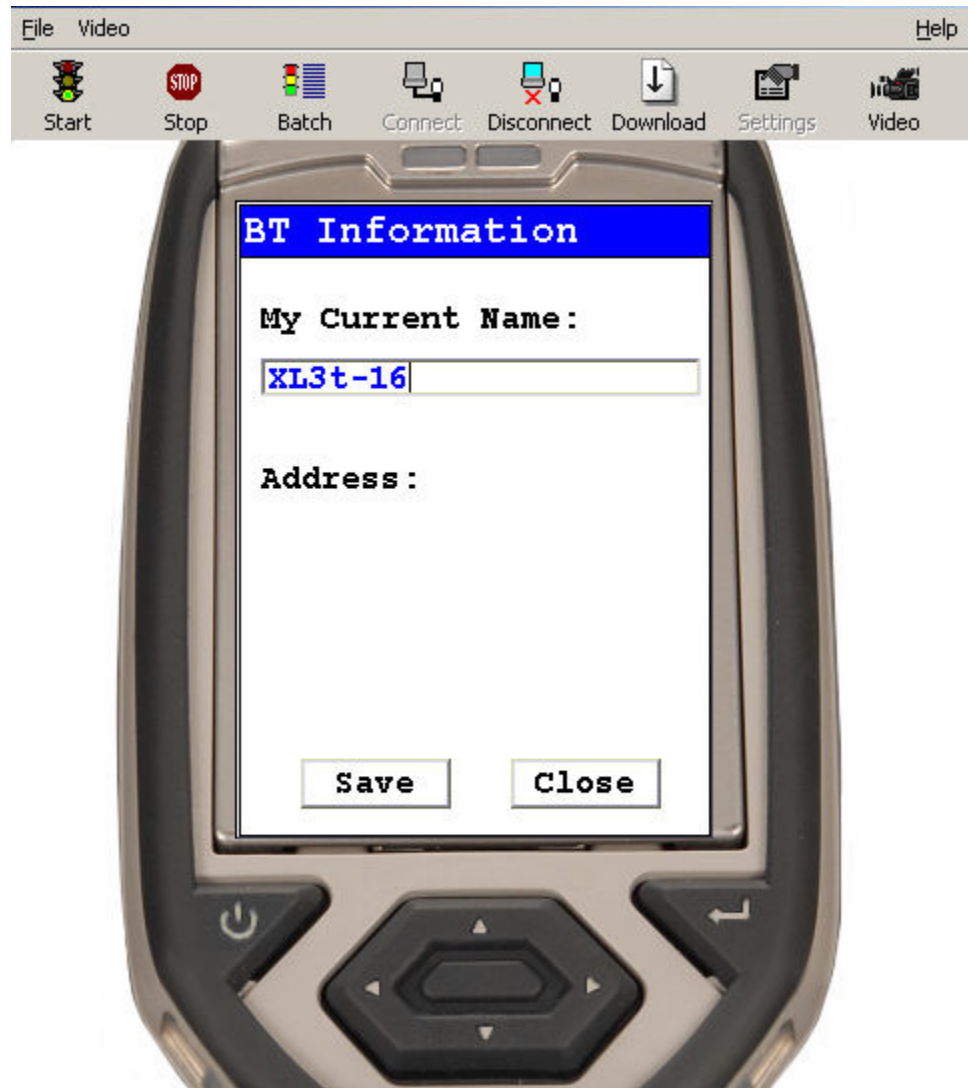 File Video Help
STOP
Start Stop Batch Connect Disconnect Download Settings Video
BT Information
My Current Name:
XL3t-16
Address:
Save Close